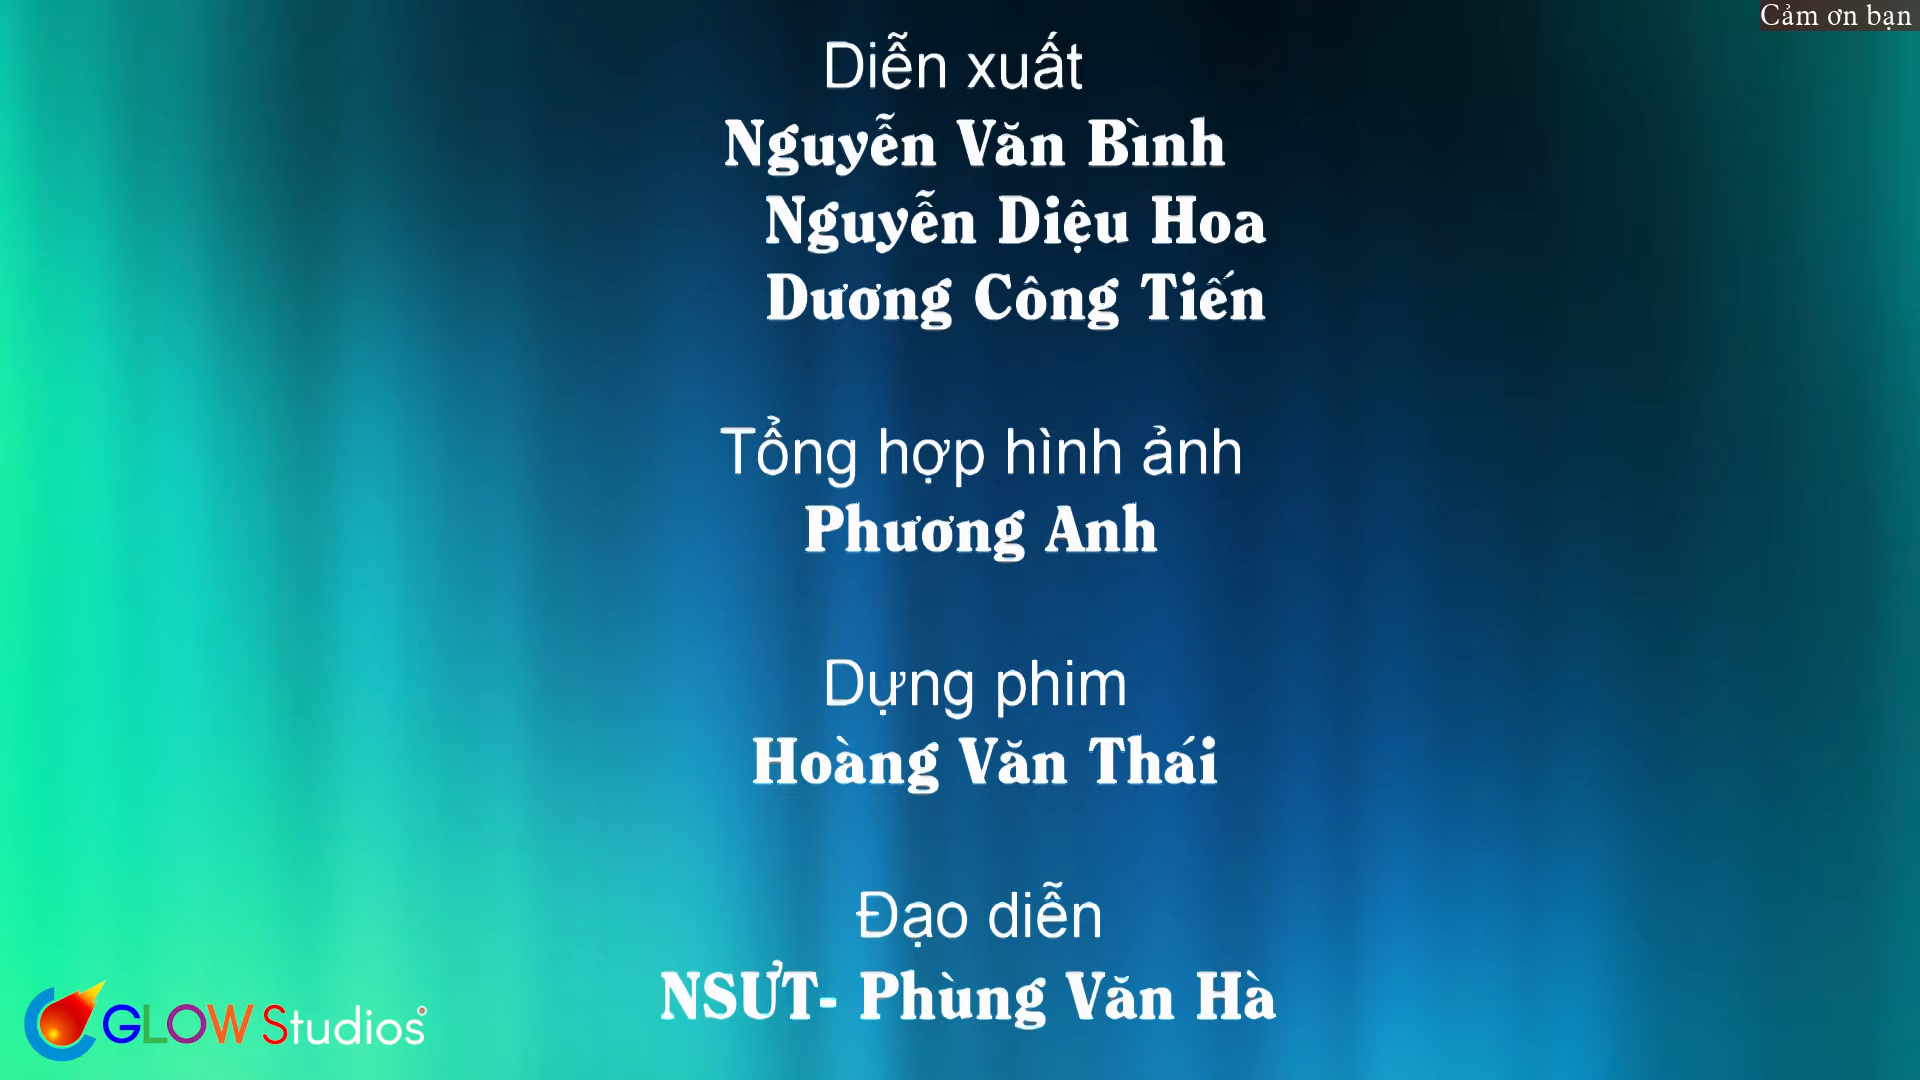 Cảm ơn bạn
Diễn xuất
Nguyễn Văn Bình
Nguyễn Diệu Hoa
Dương Công Tiến
Tổng hợp hình ảnh
Phương Anh
Dựng phim
Hoàng Văn Thái
Đạo diễn
NSƯT- Phùng Văn Hà
GLOW Studios